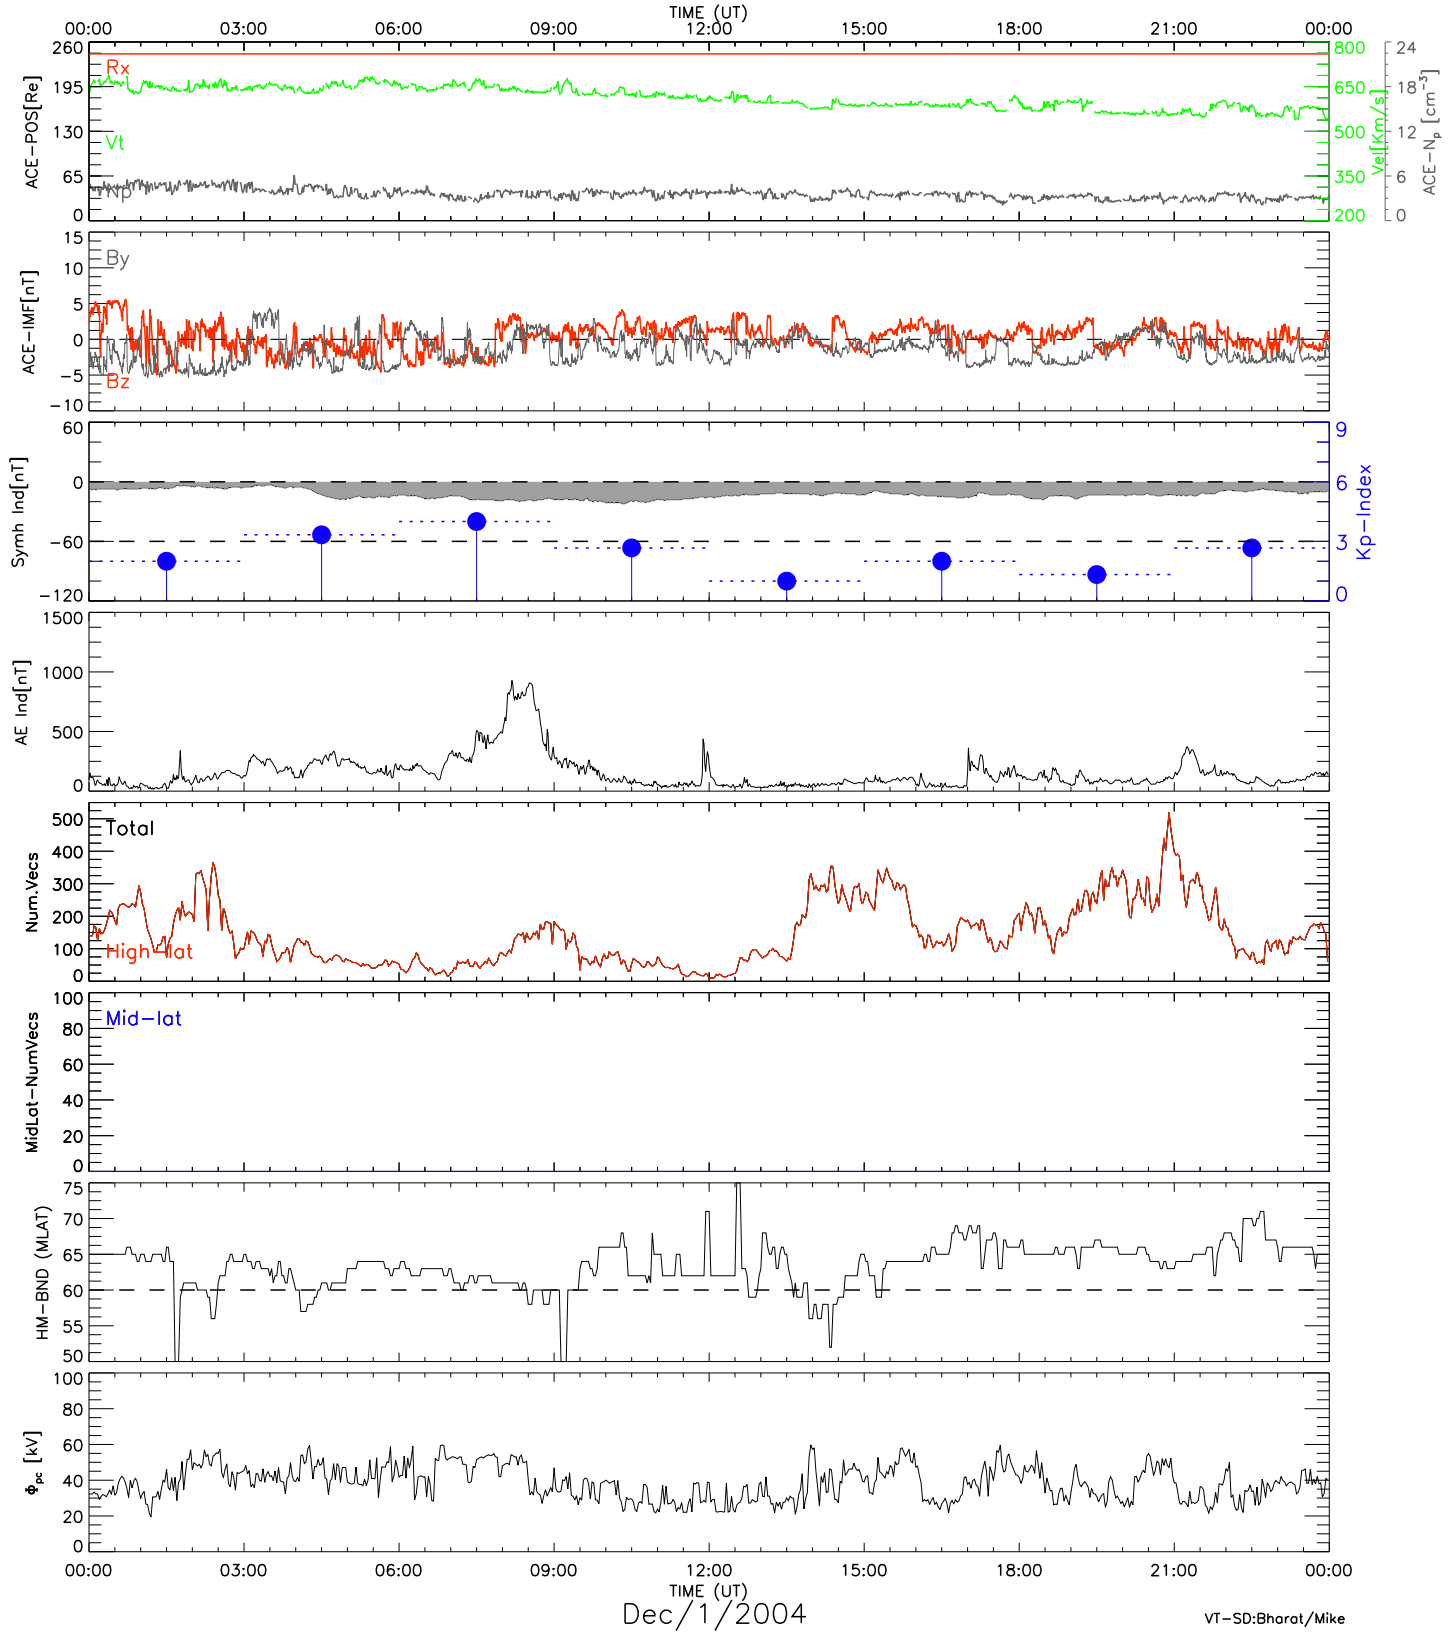 TIME (UT)
00:00 03:00 06:00 09:00 12:00 15:00 18:00 21:00 00:00
260 195 130 65 0
ACE-POS[Re]
Rx
Vt
Np
800 650 500 350 200
Vel[Km/s]
24 18 12 6 0
ACE-Np [cm⁻³]
15 10 5 0 -5 -10
ACE-IMF[nT]
By
Bz
60 0 -60 -120
Symh Ind[nT]
9 6 3 0
Kp-Index
1500 1000 500 0
AE Ind[nT]
500 400 300 200 100 0
Num.Vecs
Total
High-lat
100 80 60 40 20 0
MidLat-NumVecs
Mid-lat
75 70 65 60 55 50
HM-BND (MLAT)
100 80 60 40 20 0
Φpc [kV]
00:00 03:00 06:00 09:00 12:00 15:00 18:00 21:00 00:00
TIME (UT)
Dec/1/2004
VT-SD:Bharat/Mike